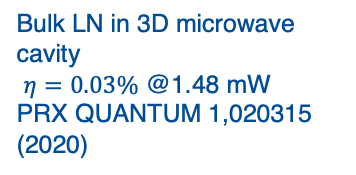 Bulk LN in 3D microwave
cavity
η = 0.03% @1.48 mW
PRX QUANTUM 1,020315
(2020)